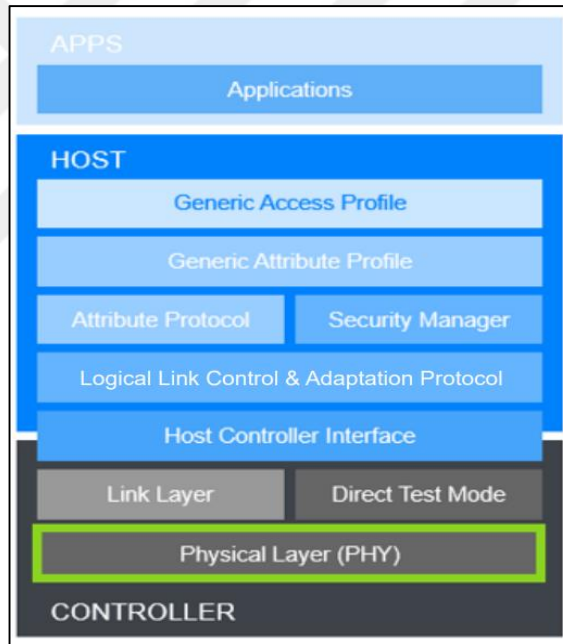 APPS
Applications
HOST
Generic Access Profile
Generic Attribute Profile
Attribute Protocol
Security Manager
Logical Link Control & Adaptation Protocol
Host Controller Interface
Link Layer
Direct Test Mode
Physical Layer (PHY)
CONTROLLER